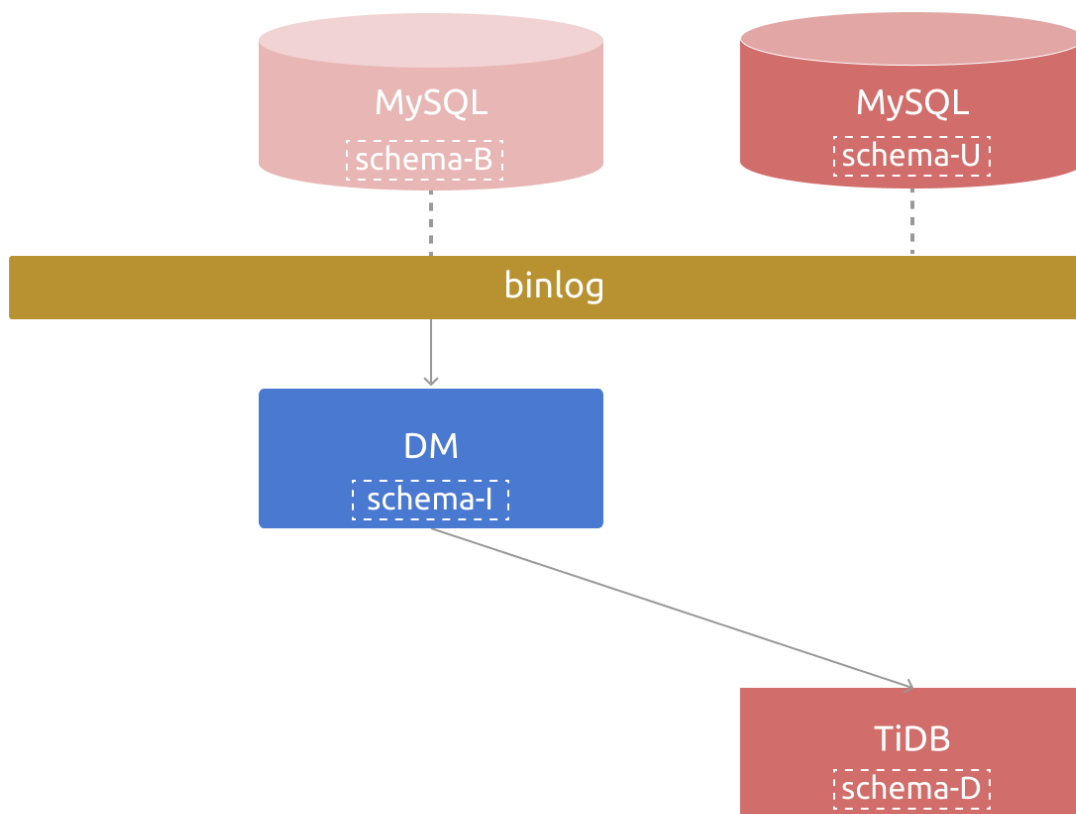 MySQL
schema-B
MySQL
schema-U
binlog
DM
schema-I
TiDB
schema-D